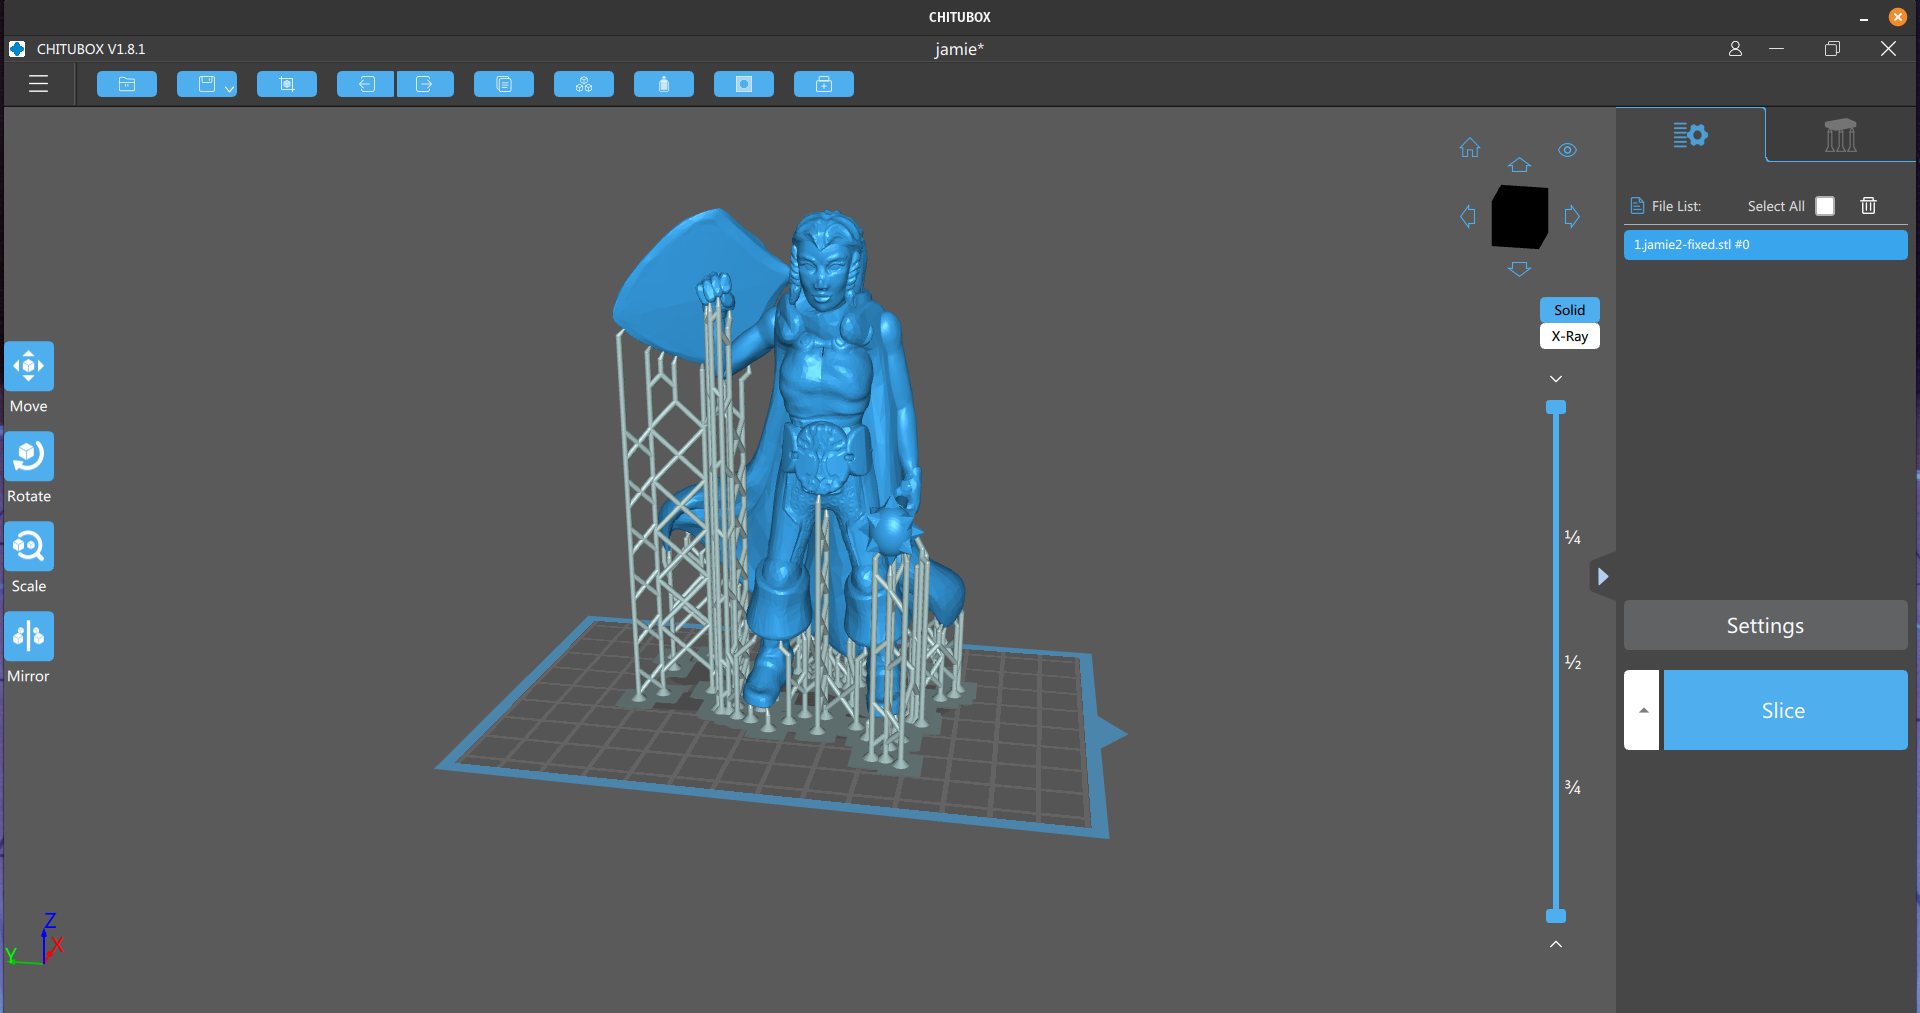 CHITUBOX
CHITUBOX V1.8.1
jamie*
File List:
Select All
1.jamie2-fixed.stl #0
Solid
X-Ray
Move
Rotate
Scale
Mirror
¼
½
¾
Settings
Slice
Z
X
Y